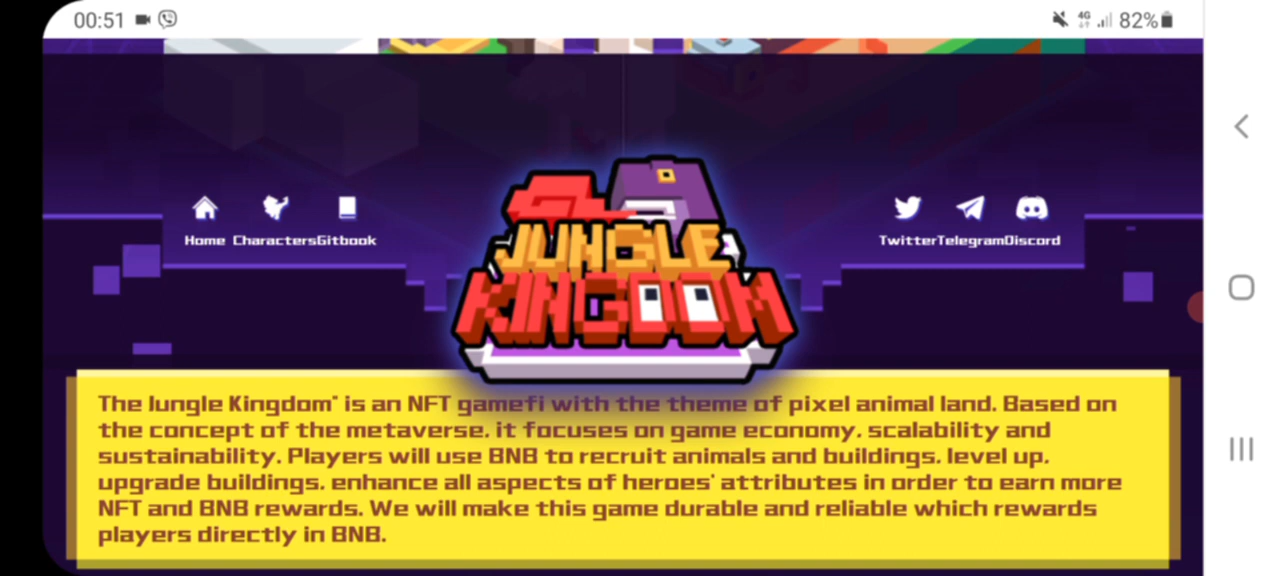 00:51
4G 82%
Home Characters Gitbook
Twitter Telegram Discord
JUNGLE
KINGDOM
The Jungle Kingdom" is an NFT gamefi with the theme of pixel animal land. Based on
the concept of the metaverse, it focuses on game economy, scalability and
sustainability. Players will use BNB to recruit animals and buildings, level up,
upgrade buildings, enhance all aspects of heroes' attributes in order to earn more
NFT and BNB rewards. We will make this game durable and reliable which rewards
players directly in BNB.